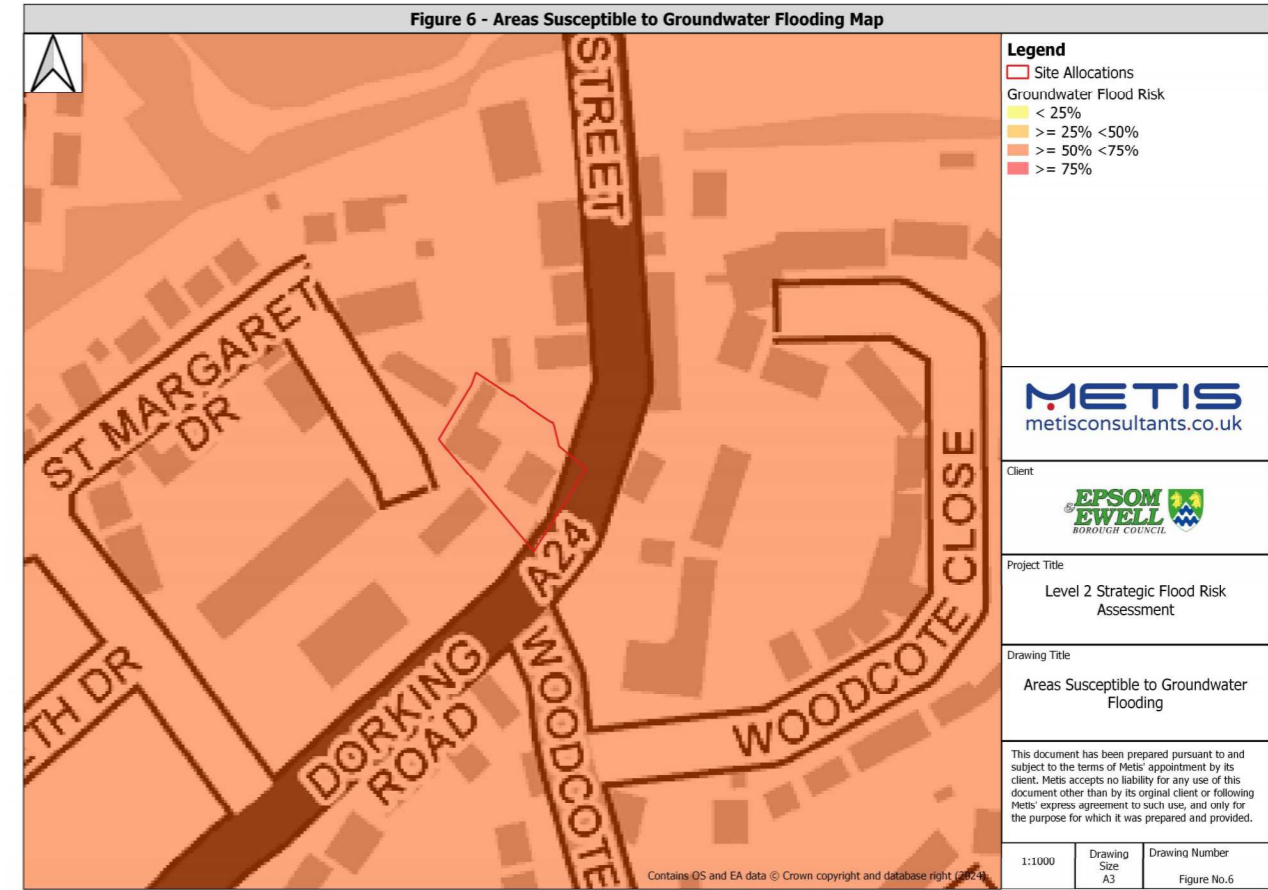 Figure 6 - Areas Susceptible to Groundwater Flooding Map
STREET
ST MARGARET
DR
TH DR
A24
DORKING
ROAD
WOODCOTE
WOODCOTE CLOSE
Contains OS and EA data © Crown copyright and database right (2024)
Legend
Site Allocations
Groundwater Flood Risk
< 25%
>= 25% <50%
>= 50% <75%
>= 75%
METIS
metisconsultants.co.uk
Client
EPSOM
& EWELL
BOROUGH COUNCIL
Project Title
Level 2 Strategic Flood Risk
Assessment
Drawing Title
Areas Susceptible to Groundwater
Flooding
This document has been prepared pursuant to and
subject to the terms of Metis' appointment by its
client. Metis accepts no liability for any use of this
document other than by its orginal client or following
Metis' express agreement to such use, and only for
the purpose for which it was prepared and provided.
1:1000
Drawing
Size
A3
Drawing Number
Figure No.6